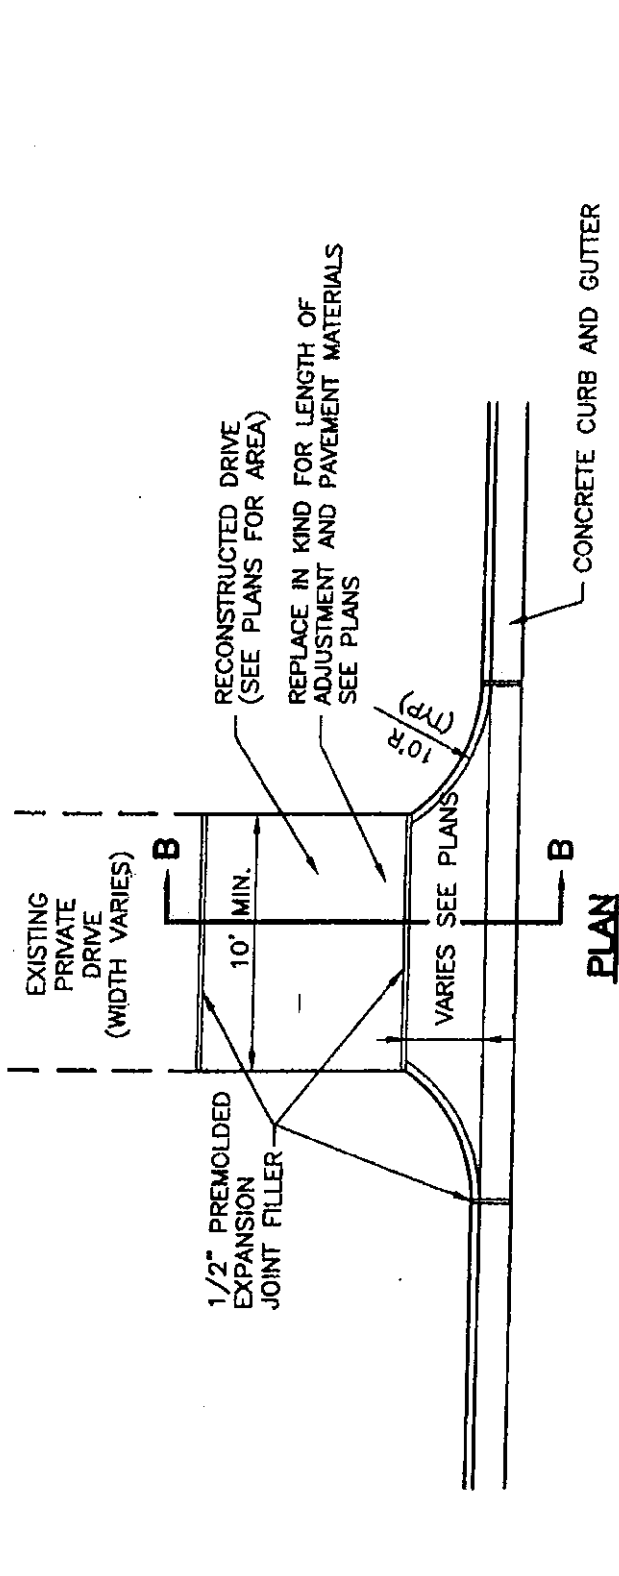 EXISTING
PRIVATE
DRIVE
(WIDTH VARIES)
B
10' MIN.
RECONSTRUCTED DRIVE
(SEE PLANS FOR AREA)
REPLACE IN KIND FOR LENGTH OF
ADJUSTMENT AND PAVEMENT MATERIALS
SEE PLANS
1/2" PREMOLDED
EXPANSION
JOINT FILLER
10'R
(TYP)
VARIES SEE PLANS
B
CONCRETE CURB AND GUTTER
PLAN